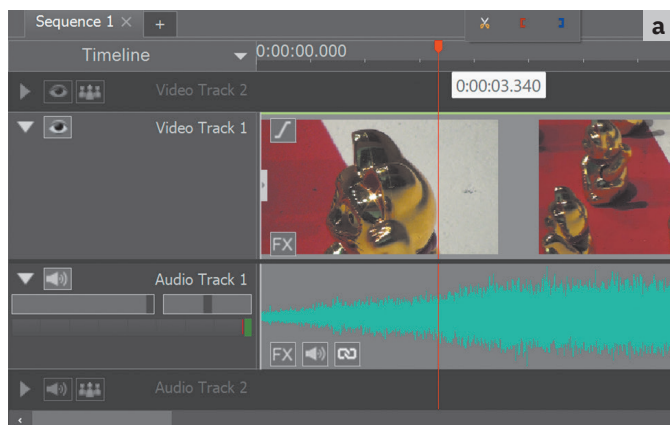 Sequence 1 × +
a
Timeline 0:00:00.000
Video Track 2 0:00:03.340
Video Track 1
FX
Audio Track 1
FX
Audio Track 2